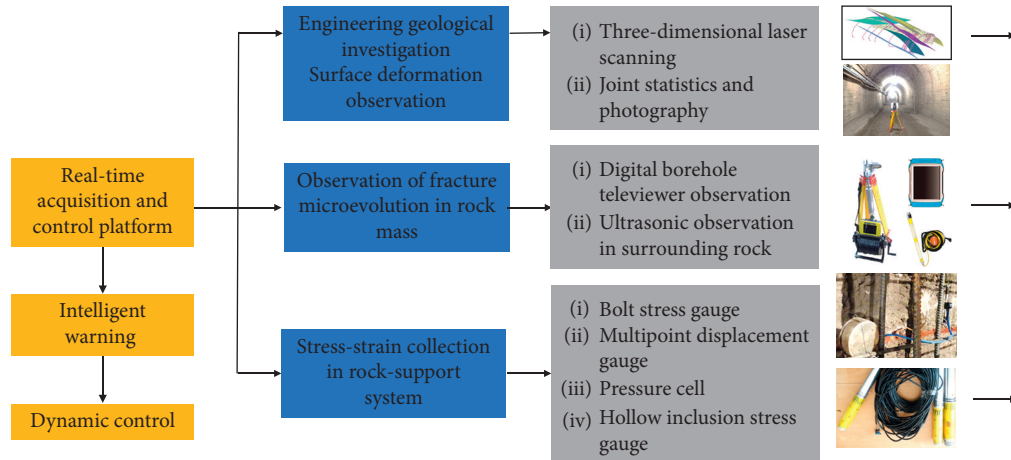 Real-time
acquisition and
control platform
Intelligent
warning
Dynamic control
Engineering geological
investigation
Surface deformation
observation
(i) Three-dimensional laser
scanning
(ii) Joint statistics and
photography
Observation of fracture
microevolution in rock
mass
(i) Digital borehole
televiewer observation
(ii) Ultrasonic observation
in surrounding rock
Stress-strain collection
in rock-support
system
(i) Bolt stress gauge
(ii) Multipoint displacement
gauge
(iii) Pressure cell
(iv) Hollow inclusion stress
gauge